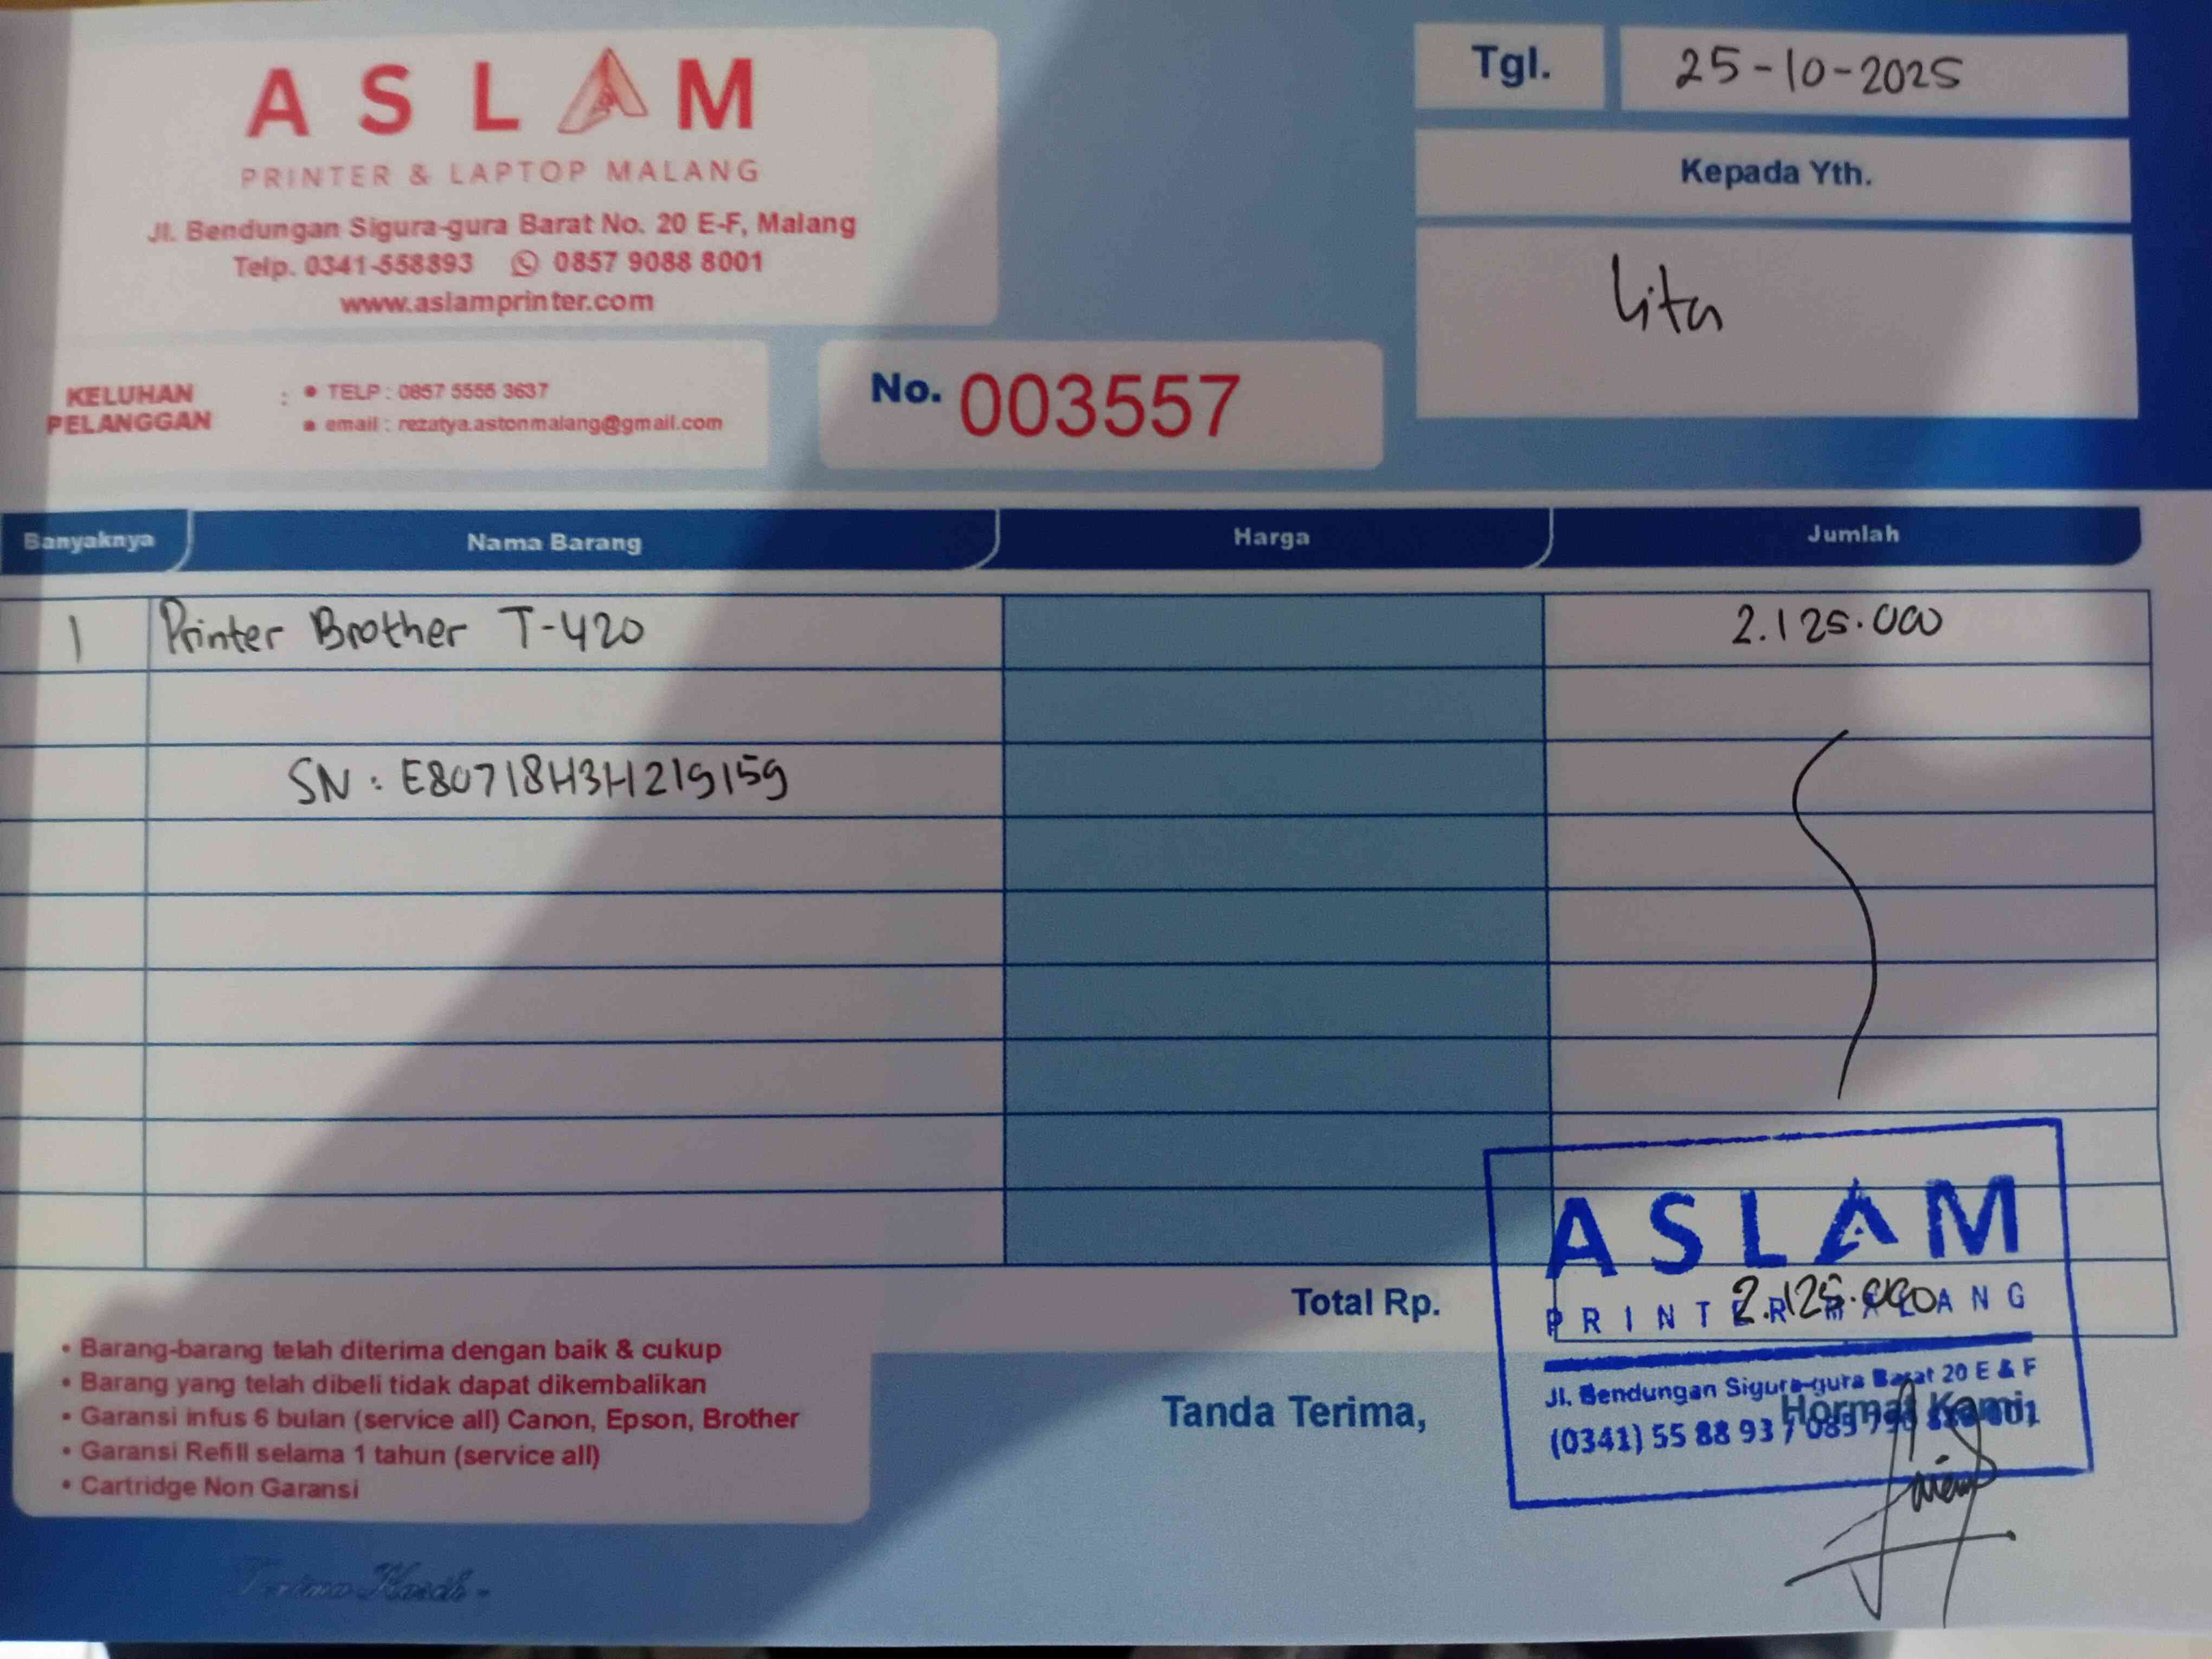 ASLAM
PRINTER & LAPTOP MALANG
Jl. Bendungan Sigura-gura Barat No. 20 E-F, Malang
Telp. 0341-558893 0857 9088 8001
www.aslamprinter.com
KELUHAN PELANGGAN :
• TELP : 0857 5555 3637
• email : rezatya.astonmalang@gmail.com
No. 003557
Tgl. 25-10-2025
Kepada Yth.
lita
Banyaknya Nama Barang Harga Jumlah
1 Printer Brother T-420 2.125.000
SN : E80718H3H219159
Total Rp. 2.125.000
• Barang-barang telah diterima dengan baik & cukup
• Barang yang telah dibeli tidak dapat dikembalikan
• Garansi infus 6 bulan (service all) Canon, Epson, Brother
• Garansi Refill selama 1 tahun (service all)
• Cartridge Non Garansi
Terima Kasih
Tanda Terima,
Hormat Kami,
ASLAM
PRINTER MALANG
Jl. Bendungan Sigura-gura Barat 20 E & F
(0341) 55 88 93 /